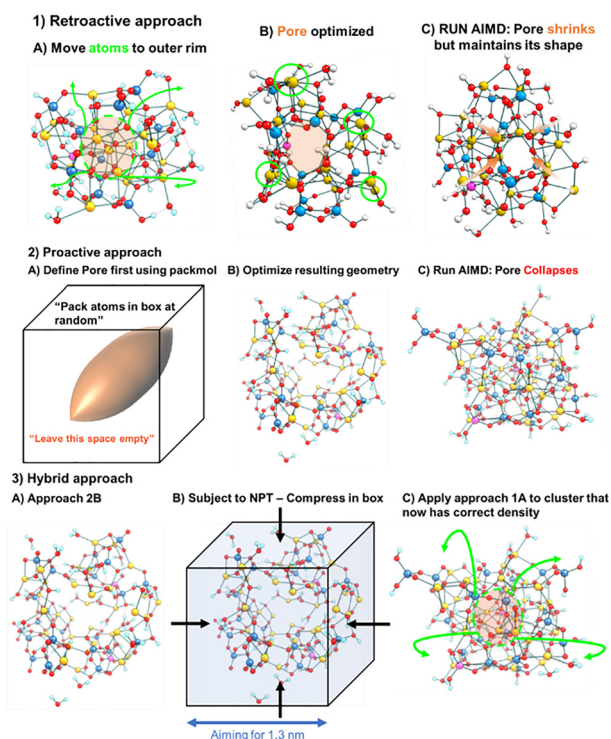 1) Retroactive approach
A) Move atoms to outer rim
B) Pore optimized
C) RUN AIMD: Pore shrinks
but maintains its shape
2) Proactive approach
A) Define Pore first using packmol
B) Optimize resulting geometry
C) Run AIMD: Pore Collapses
“Pack atoms in box at
random”
“Leave this space empty”
3) Hybrid approach
A) Approach 2B
B) Subject to NPT – Compress in box
C) Apply approach 1A to cluster that
now has correct density
Aiming for 1.3 nm